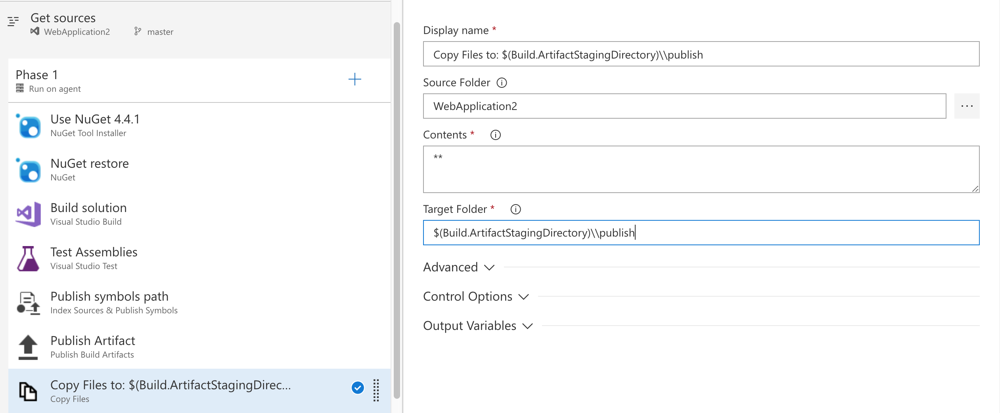 Get sources
WebApplication2 master
Phase 1
Run on agent
Use NuGet 4.4.1
NuGet Tool Installer
NuGet restore
NuGet
Build solution
Visual Studio Build
Test Assemblies
Visual Studio Test
Publish symbols path
Index Sources & Publish Symbols
Publish Artifact
Publish Build Artifacts
Copy Files to: $(Build.ArtifactStagingDirec...
Copy Files
Display name *
Copy Files to: $(Build.ArtifactStagingDirectory)\\publish
Source Folder
WebApplication2
...
Contents *
**
Target Folder *
$(Build.ArtifactStagingDirectory)\\publish
Advanced
Control Options
Output Variables